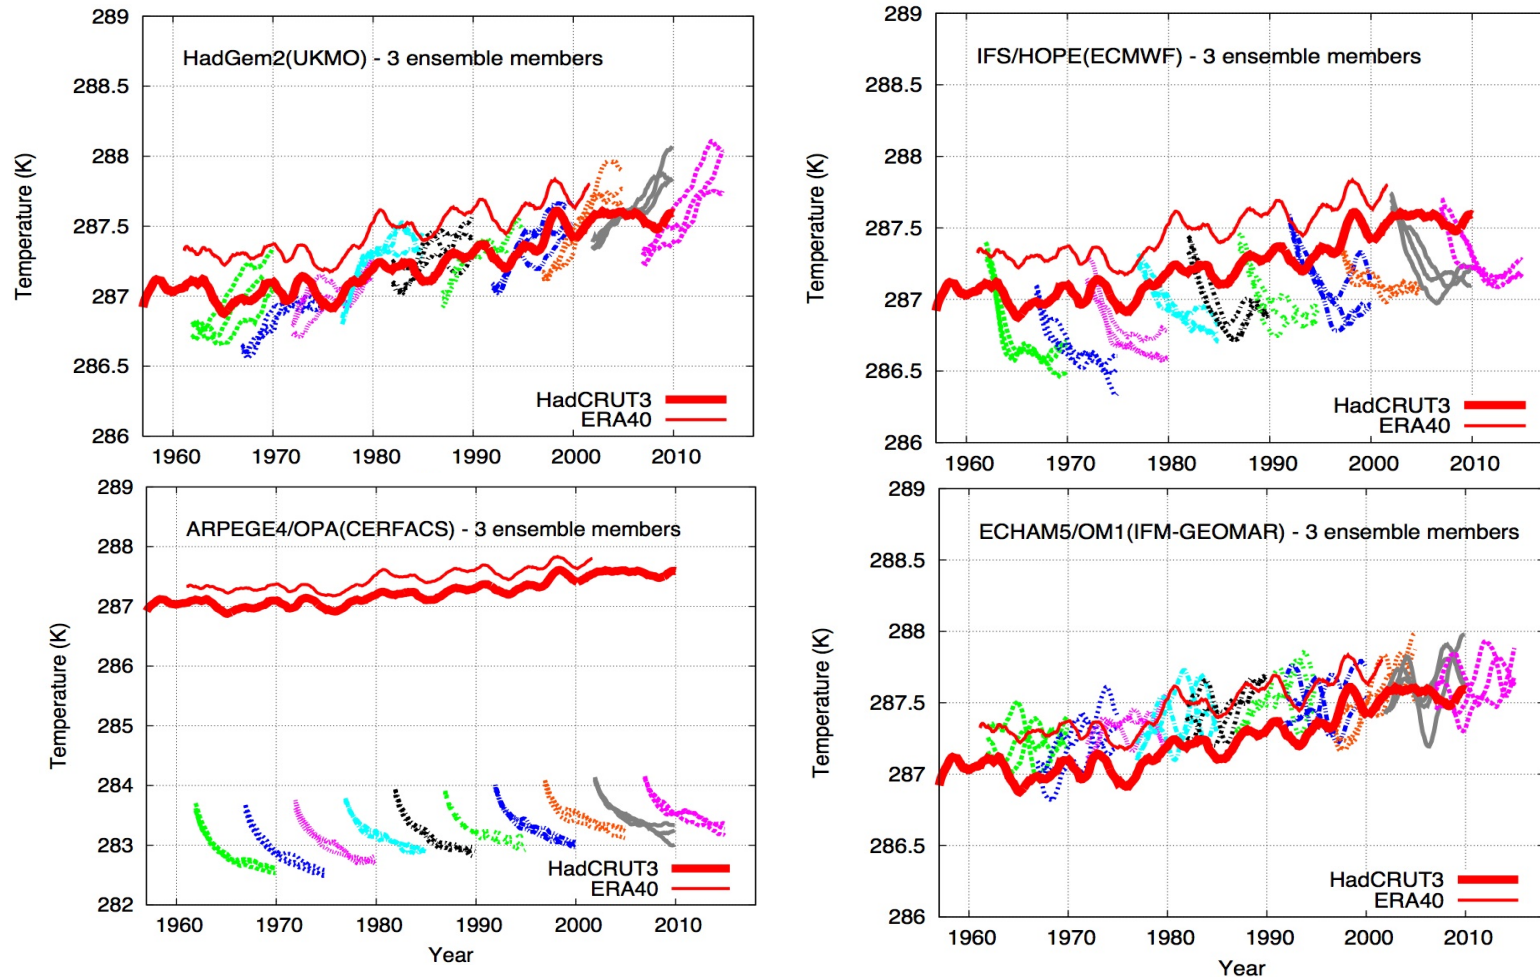 289
HadGem2(UKMO) - 3 ensemble members
288.5
288
Temperature (K)
287.5
287
286.5
HadCRUT3
ERA40
286
1960 1970 1980 1990 2000 2010
289
IFS/HOPE(ECMWF) - 3 ensemble members
288.5
288
Temperature (K)
287.5
287
286.5
HadCRUT3
ERA40
286
1960 1970 1980 1990 2000 2010
289
ARPEGE4/OPA(CERFACS) - 3 ensemble members
288
287
Temperature (K)
286
285
284
283
HadCRUT3
ERA40
282
1960 1970 1980 1990 2000 2010
Year
289
ECHAM5/OM1(IFM-GEOMAR) - 3 ensemble members
288.5
288
Temperature (K)
287.5
287
286.5
HadCRUT3
ERA40
286
1960 1970 1980 1990 2000 2010
Year